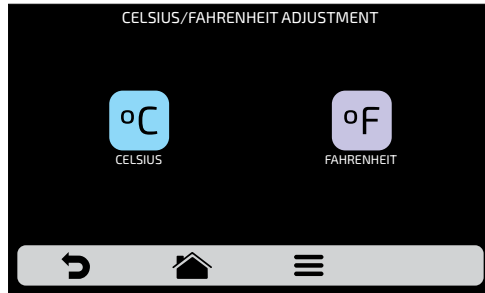 CELSIUS/FAHRENHEIT ADJUSTMENT
ºC
ºF
CELSIUS
FAHRENHEIT